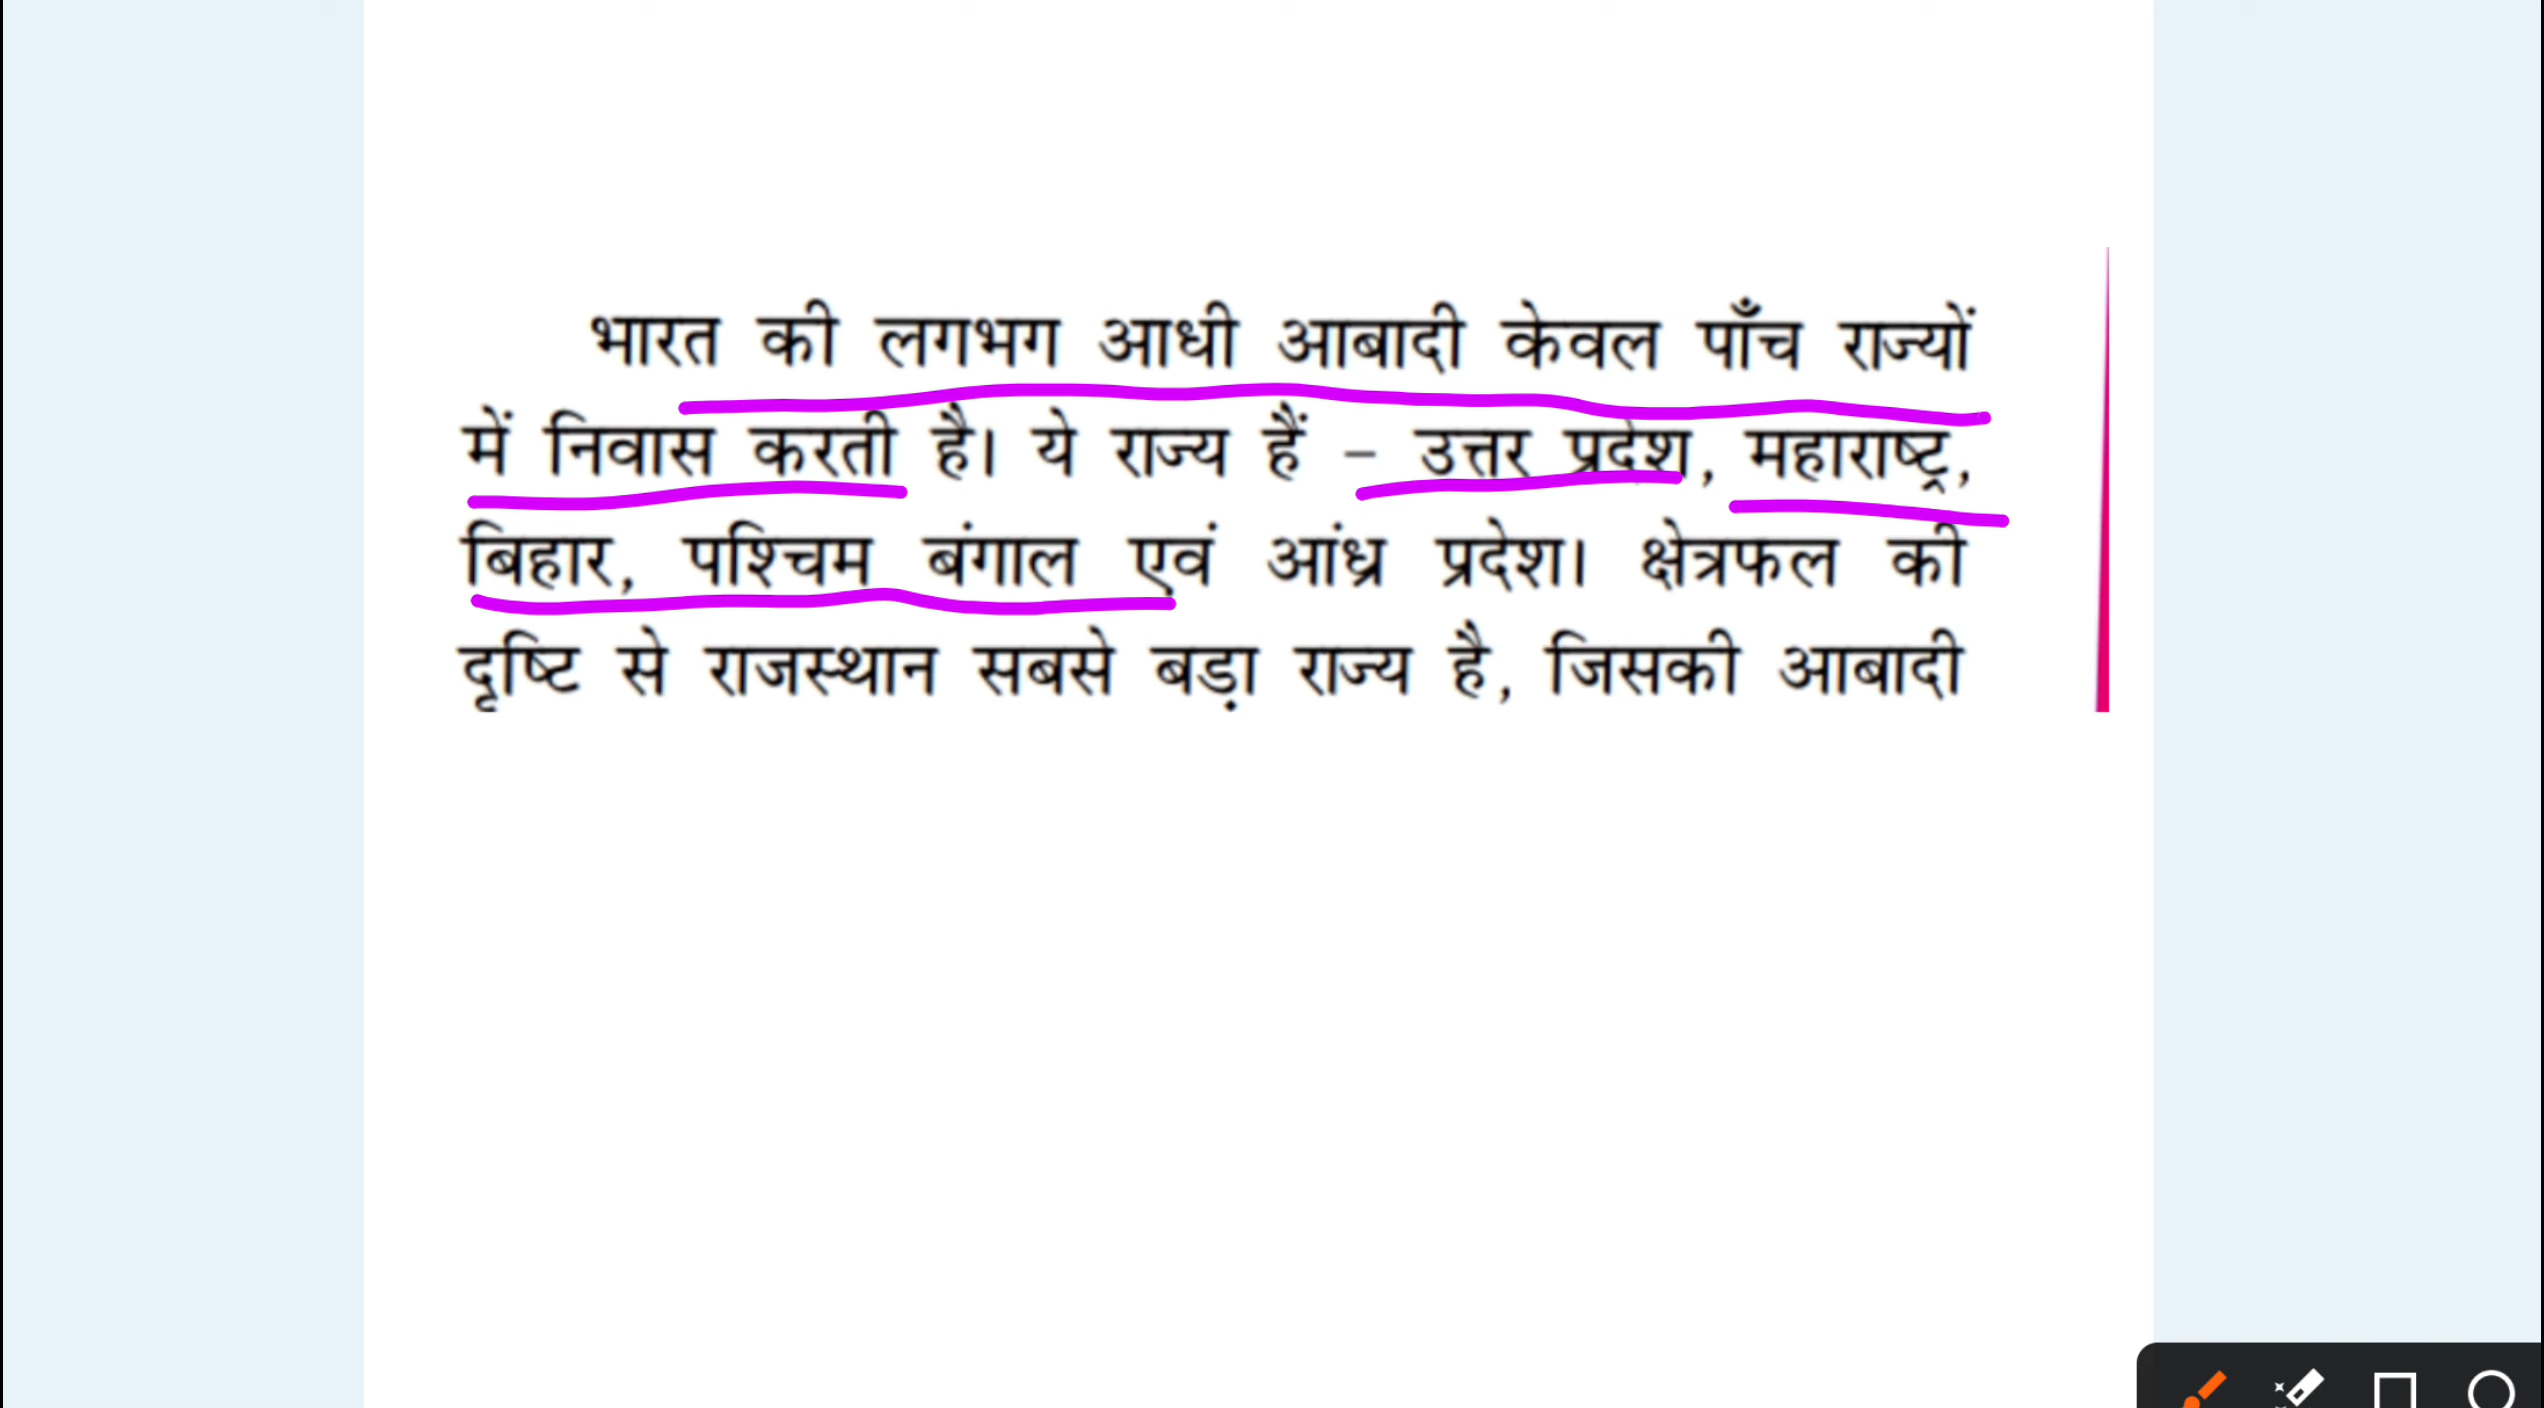 भारत की लगभग आधी आबादी केवल पाँच राज्यों
में निवास करती है। ये राज्य हैं – उत्तर प्रदेश, महाराष्ट्र,
बिहार, पश्चिम बंगाल एवं आंध्र प्रदेश। क्षेत्रफल की
दृष्टि से राजस्थान सबसे बड़ा राज्य है, जिसकी आबादी